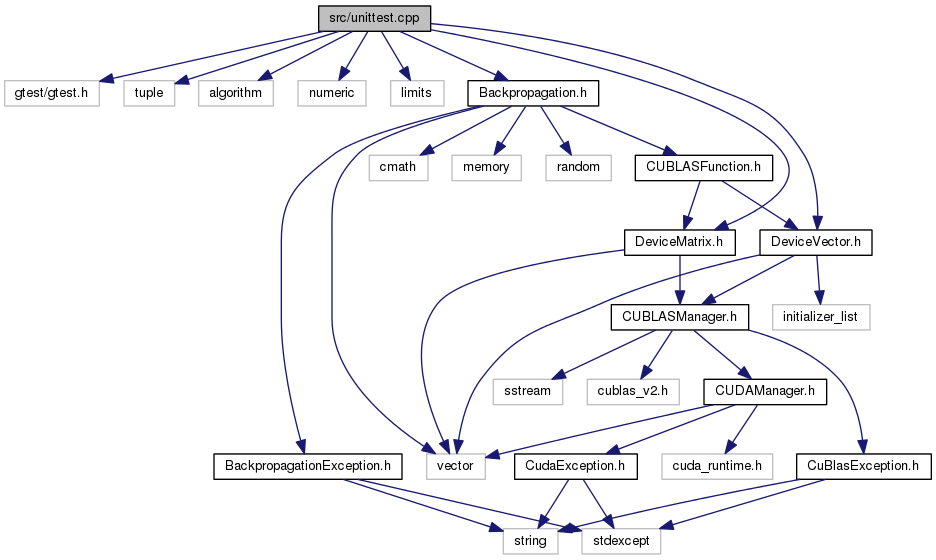 src/unittest.cpp
gtest/gtest.h
tuple
algorithm
numeric
limits
Backpropagation.h
cmath
memory
random
CUBLASFunction.h
DeviceMatrix.h
DeviceVector.h
CUBLASManager.h
initializer_list
sstream
cublas_v2.h
CUDAManager.h
BackpropagationException.h
vector
CudaException.h
cuda_runtime.h
CuBlasException.h
string
stdexcept